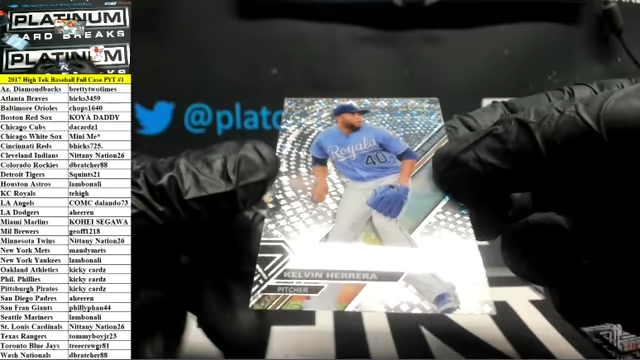 PLATINUM
CARD BREAKS
PLATINUM
2017 High Tek Baseball Full Case PYT #1
Az. Diamondbacks brettytwotimes
Atlanta Braves hicks3459
Baltimore Orioles chops1640
Boston Red Sox KOYA DADDY
Chicago Cubs dacardz1
Chicago White Sox Mini Me*
Cincinnati Reds bhicks725.
Cleveland Indians Nittany Nation26
Colorado Rockies dbratcher88
Detroit Tigers Squints21
Houston Astros lambonali
KC Royals tehigh
LA Angels COMC dalando73
LA Dodgers aheeren
Miami Marlins KOHEI SEGAWA
Mil Brewers geoff1218
Minnesota Twins Nittany Nation26
New York Mets mandymets
New York Yankees lambonali
Oakland Athletics kicky cardz
Phil. Phillies kicky cardz
Pittsburgh Pirates kicky cardz
San Diego Padres aheeren
San Fran Giants phillyphan44
Seattle Mariners lambonali
St. Louis Cardinals Nittany Nation26
Texas Rangers tommyboyjr23
Toronto Blue Jays treecrewgr81
Wash Nationals dbratcher88
@platc
Royals
40
KELVIN HERRERA
PITCHER